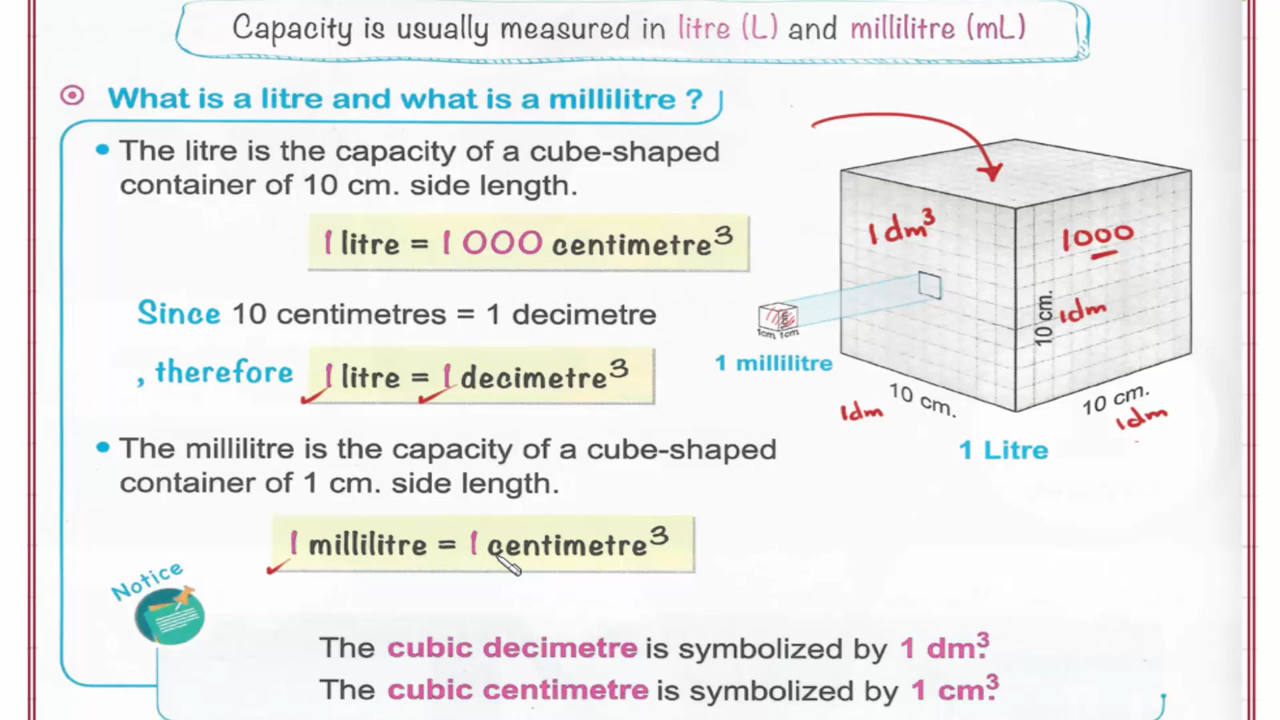 Capacity is usually measured in litre (L) and millilitre (mL)
What is a litre and what is a millilitre ?
• The litre is the capacity of a cube-shaped
container of 10 cm. side length.
1 litre = 1 000 centimetre³
Since 10 centimetres = 1 decimetre
, therefore 1 litre = 1 decimetre³
• The millilitre is the capacity of a cube-shaped
container of 1 cm. side length.
1 millilitre = 1 centimetre³
Notice
The cubic decimetre is symbolized by 1 dm³.
The cubic centimetre is symbolized by 1 cm³.
1 dm³
1000
10 cm.
1dm
1cm 1cm
1 millilitre
10 cm.
1dm
10 cm.
1dm
1 Litre